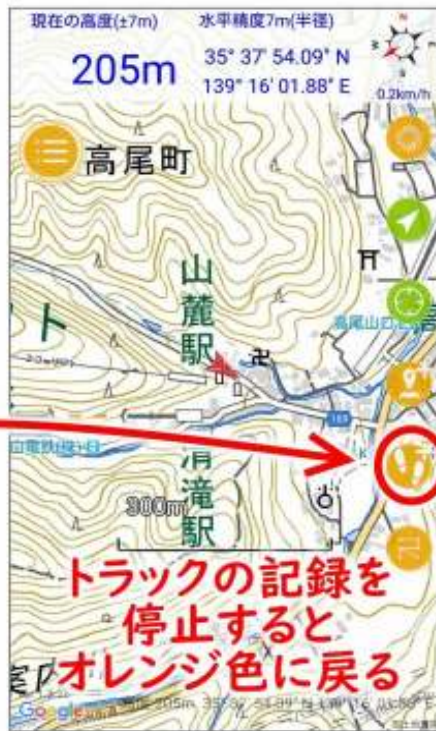 現在の高度(±7m)
水平精度7m(半径)
205m
35° 37' 54.09" N
139° 16' 01.88" E
N
W
S
0.2km/h
高尾町
山麓駅
ト
高尾山口
清滝駅
300m
トラックの記録を
停止すると
オレンジ色に戻る
Google